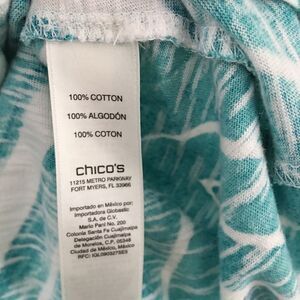 100% COTTON
100% ALGODÓN
100% COTON
chico's
11215 METRO PARKWAY
FORT MYERS, FL 33966
Importado en México por:
Importadora Globastic
S.A. de C.V.
Mario Pani No. 200
Colonia Santa Fe Cuajimalpa
Delegación Cuajimalpa
de Morelos, C.P. 05348
Ciudad de México, México